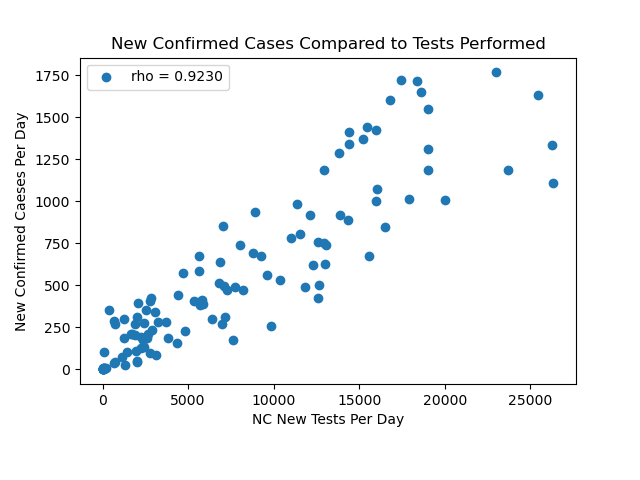 New Confirmed Cases Compared to Tests Performed
rho = 0.9230
New Confirmed Caeses Per Day
1750
1500
1250
1000
750
500
250
0
0 5000 10000 15000 20000 25000
NC New Tests Per Day